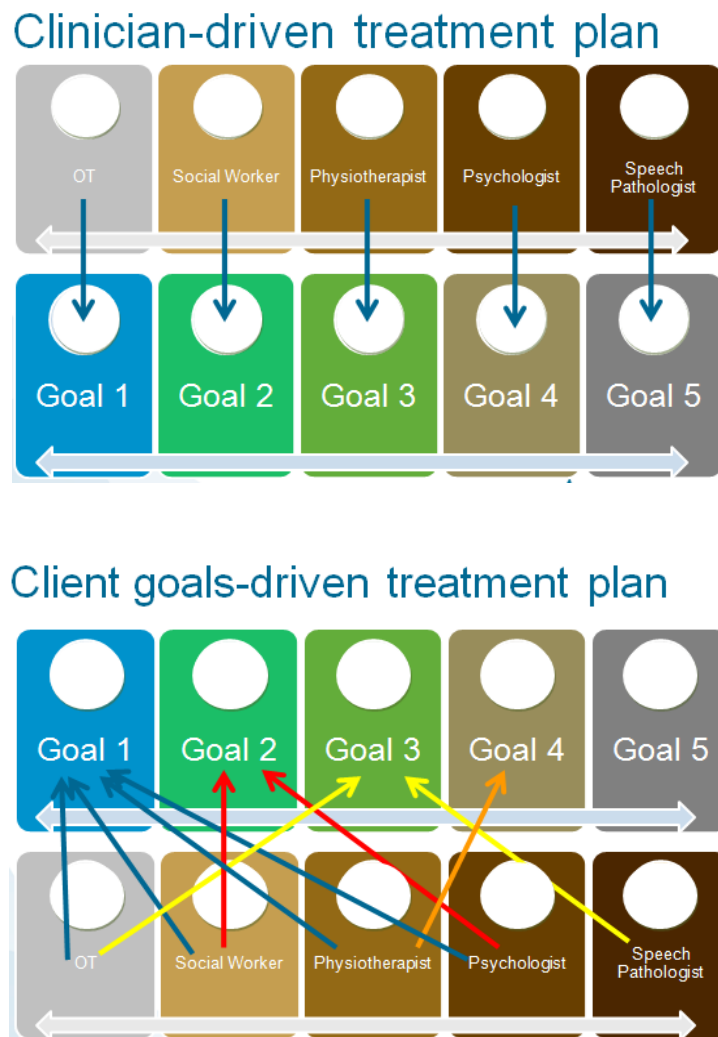 Clinician-driven treatment plan
OT
Social Worker
Physiotherapist
Psychologist
Speech
Pathologist
Goal 1
Goal 2
Goal 3
Goal 4
Goal 5
Client goals-driven treatment plan
Goal 1
Goal 2
Goal 3
Goal 4
Goal 5
OT
Social Worker
Physiotherapist
Psychologist
Speech
Pathologist